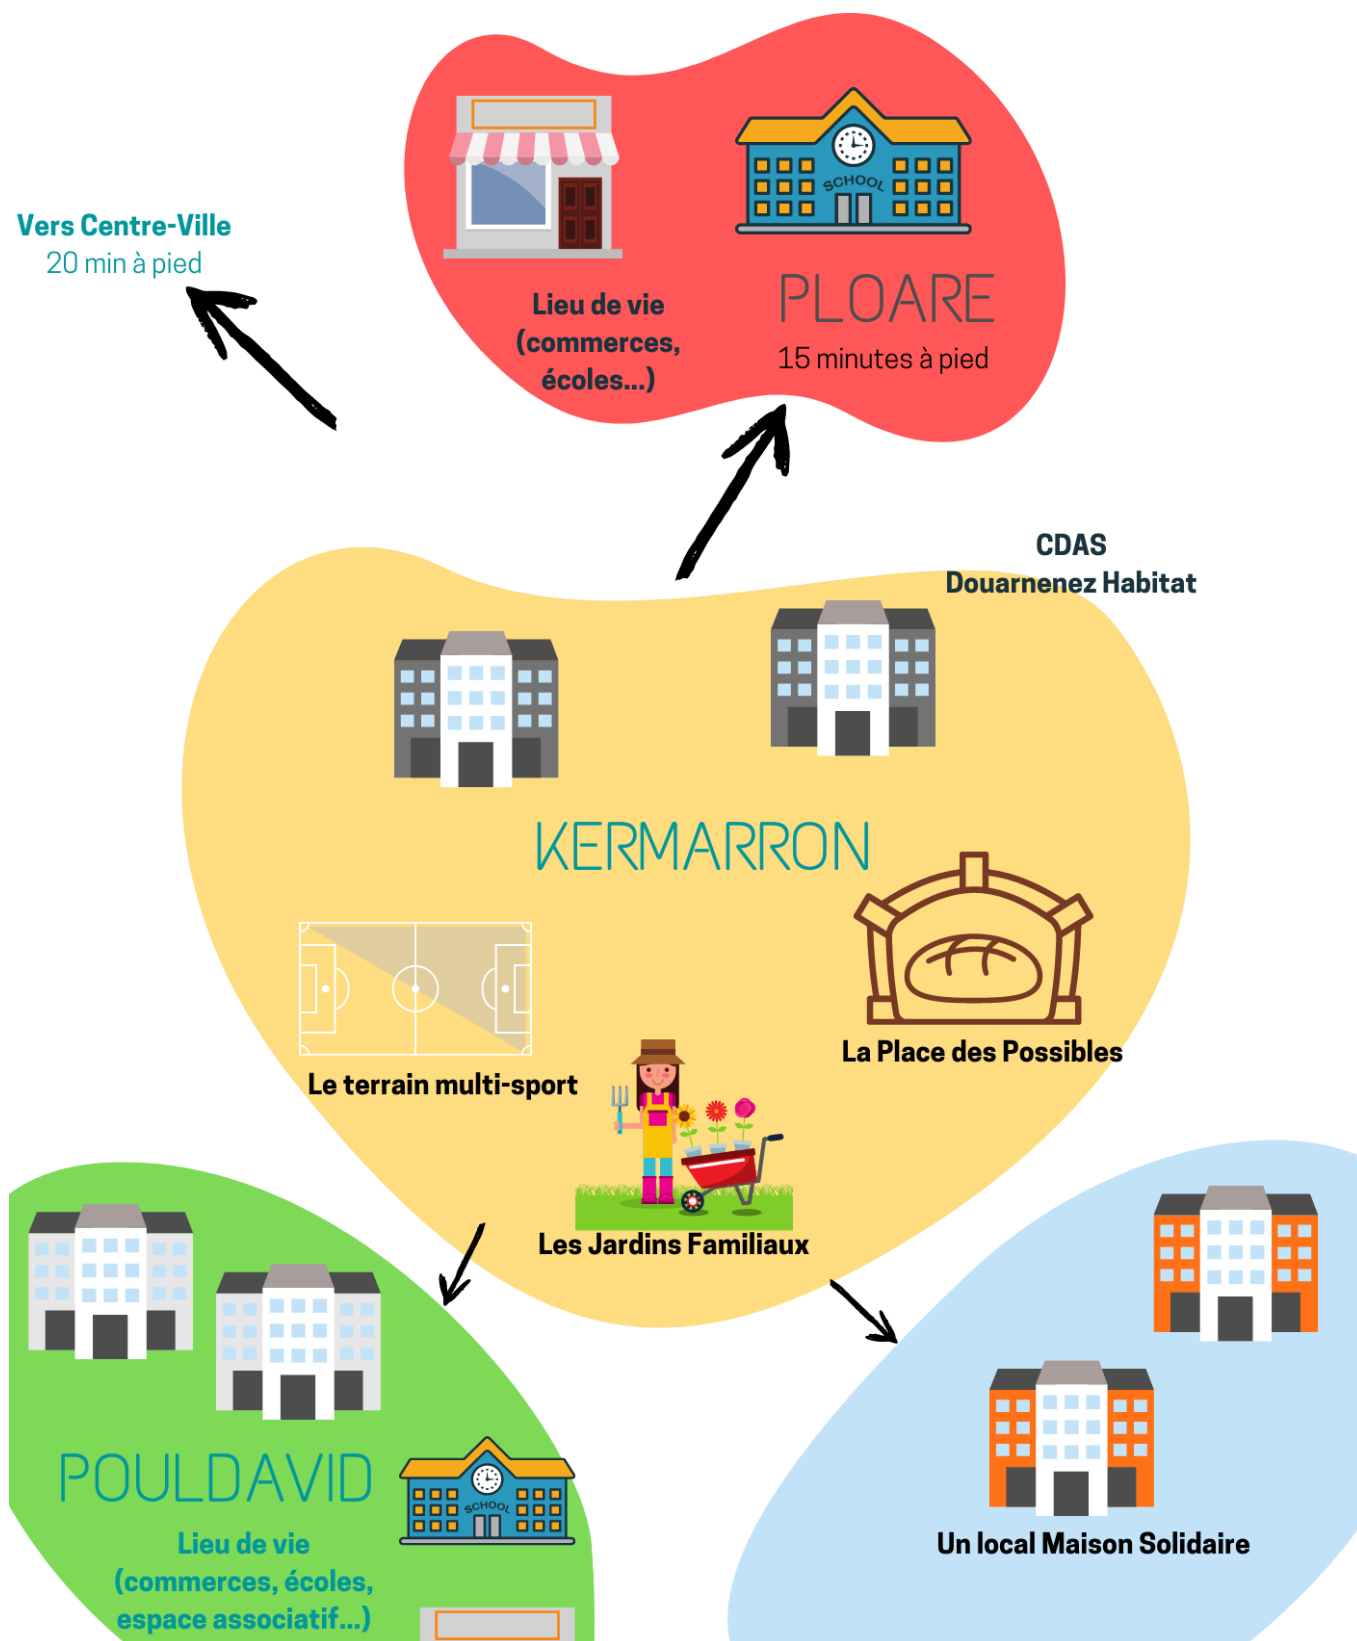 SCHOOL
Vers Centre-Ville
20 min à pied
Lieu de vie
(commerces,
écoles...)
PLOARE
15 minutes à pied
CDAS
Douarnenez Habitat
KERMARRON
La Place des Possibles
Le terrain multi-sport
Les Jardins Familiaux
POULDAVID
SCHOOL
Lieu de vie
(commerces, écoles,
espace associatif...)
Un local Maison Solidaire